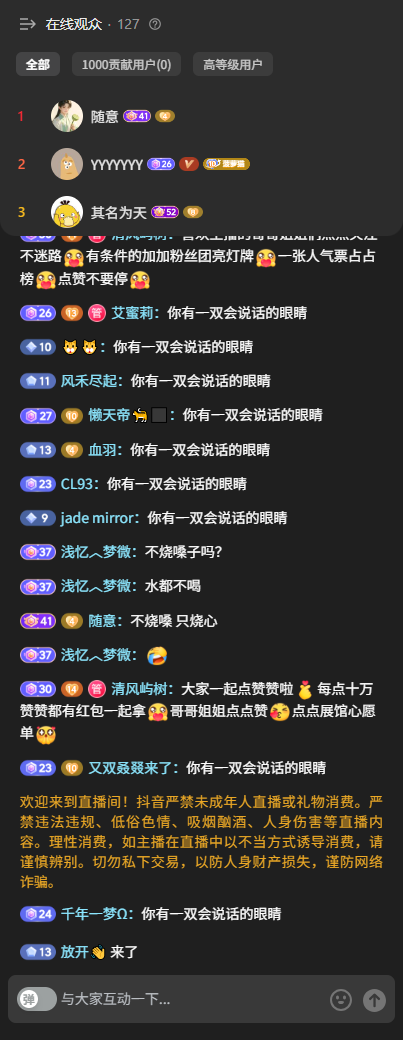 在线观众 · 127
全部 1000贡献用户(0) 高等级用户
1 随意 41
2 YYYYYYY 26
3 其名为天 52
不迷路 有条件的加加粉丝团亮灯牌 一张人气票占占
榜 点赞不要停
26 13 管 艾蜜莉：你有一双会说话的眼睛
10 ：你有一双会说话的眼睛
11 风禾尽起：你有一双会说话的眼睛
27 10 懒天帝 ：你有一双会说话的眼睛
13 血羽：你有一双会说话的眼睛
23 CL93：你有一双会说话的眼睛
9 jade mirror：你有一双会说话的眼睛
37 浅忆︿梦微：不烧嗓子吗？
37 浅忆︿梦微：水都不喝
41 随意：不烧嗓 只烧心
37 浅忆︿梦微：
30 14 管 清风屿树：大家一起点赞赞啦 每点十万
赞赞都有红包一起拿 哥哥姐姐点点赞 点点展馆心愿
单
23 10 又双叒叕来了：你有一双会说话的眼睛
欢迎来到直播间！抖音严禁未成年人直播或礼物消费。严
禁违法违规、低俗色情、吸烟酗酒、人身伤害等直播内
容。理性消费，如主播在直播中以不当方式诱导消费，请
谨慎辨别。切勿私下交易，以防人身财产损失，谨防网络
诈骗。
24 千年一梦Ω：你有一双会说话的眼睛
13 放开 来了
弹 与大家互动一下...